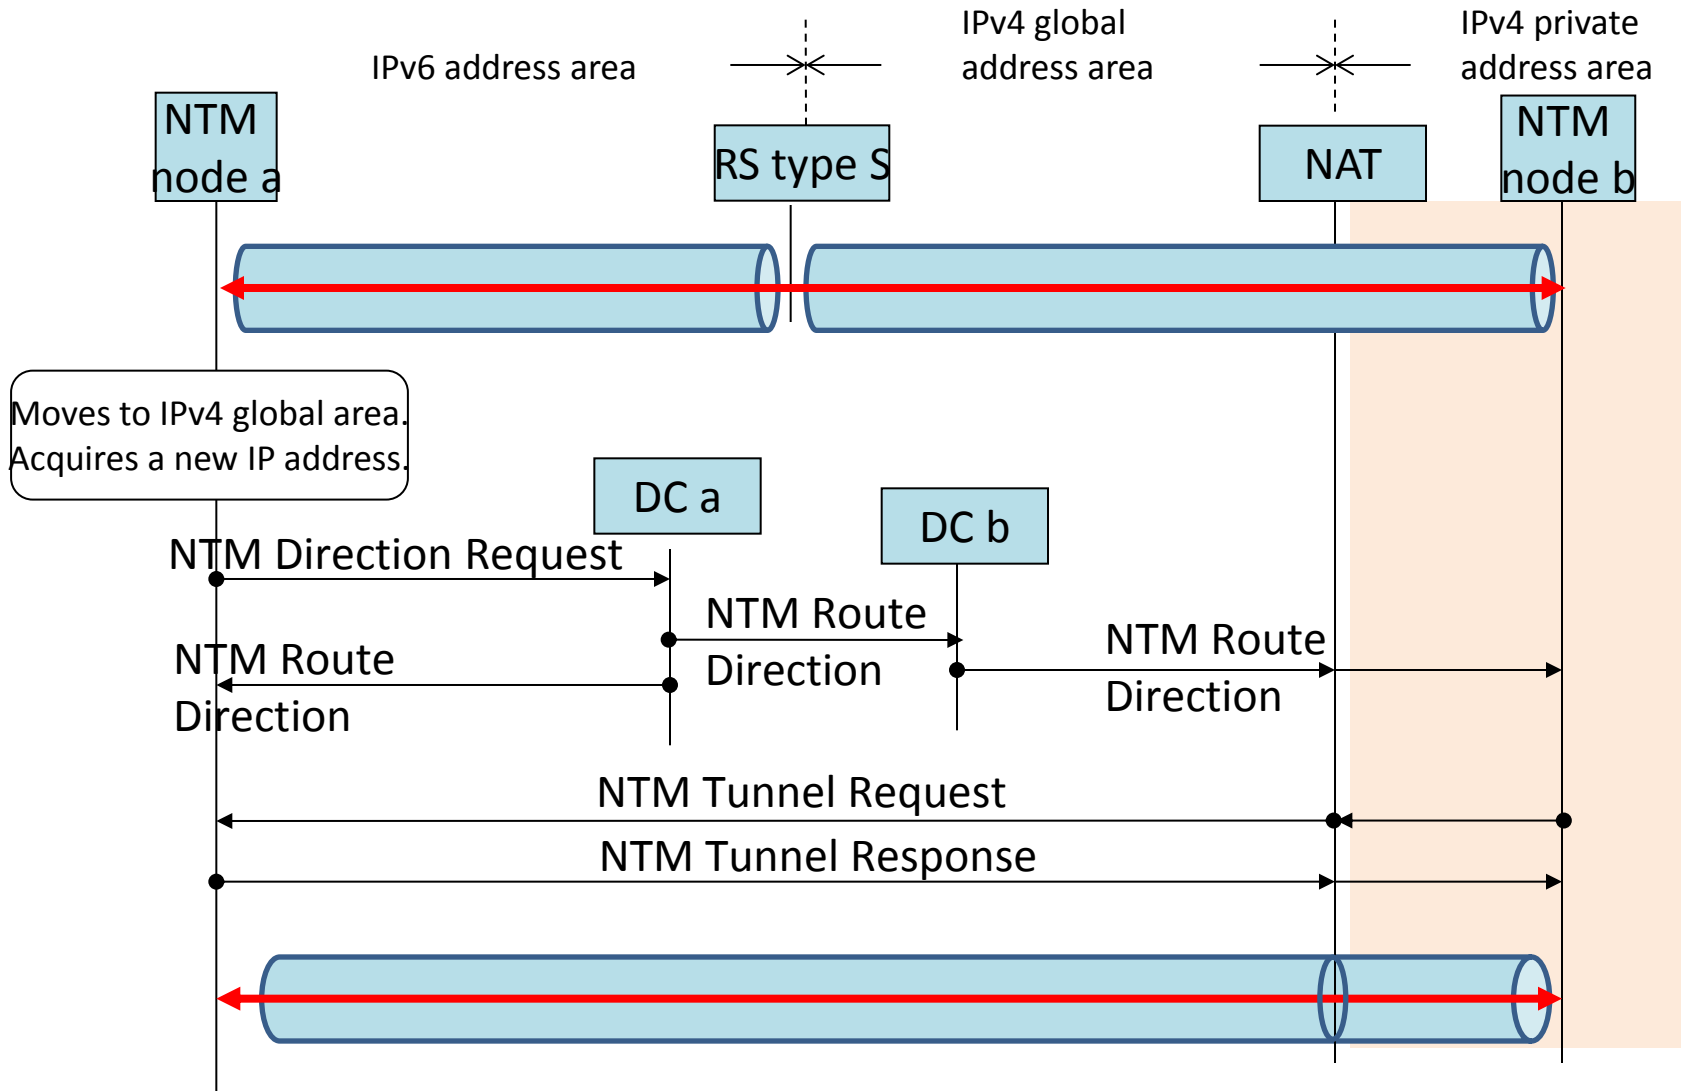 IPv6 address area
IPv4 global
address area
IPv4 private
address area
NTM
node a
RS type S
NAT
NTM
node b
Moves to IPv4 global area.
Acquires a new IP address.
DC a
DC b
NTM Direction Request
NTM Route
Direction
NTM Route
Direction
NTM Route
Direction
NTM Tunnel Request
NTM Tunnel Response